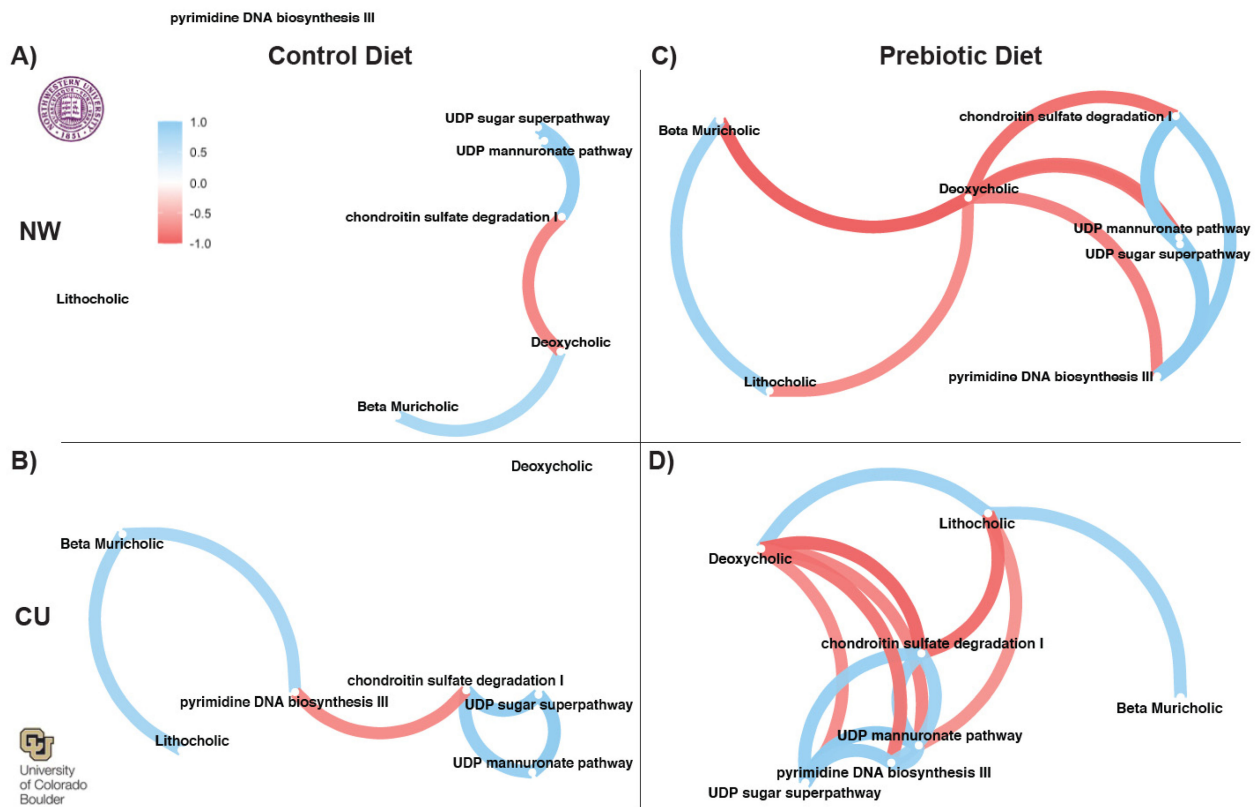 pyrimidine DNA biosynthesis III
A)
Control Diet
NORTHWESTERN UNIVERSITY
1851
1.0
0.5
0.0
-0.5
-1.0
UDP sugar superpathway
UDP mannuronate pathway
chondroitin sulfate degradation I
NW
Lithocholic
Deoxycholic
Beta Muricholic
C)
Prebiotic Diet
Beta Muricholic
chondroitin sulfate degradation I
Deoxycholic
UDP mannuronate pathway
UDP sugar superpathway
Lithocholic
pyrimidine DNA biosynthesis III
B)
Deoxycholic
Beta Muricholic
CU
chondroitin sulfate degradation I
pyrimidine DNA biosynthesis III
UDP sugar superpathway
Lithocholic
UDP mannuronate pathway
CU
University
of Colorado
Boulder
D)
Lithocholic
Deoxycholic
chondroitin sulfate degradation I
Beta Muricholic
UDP mannuronate pathway
pyrimidine DNA biosynthesis III
UDP sugar superpathway